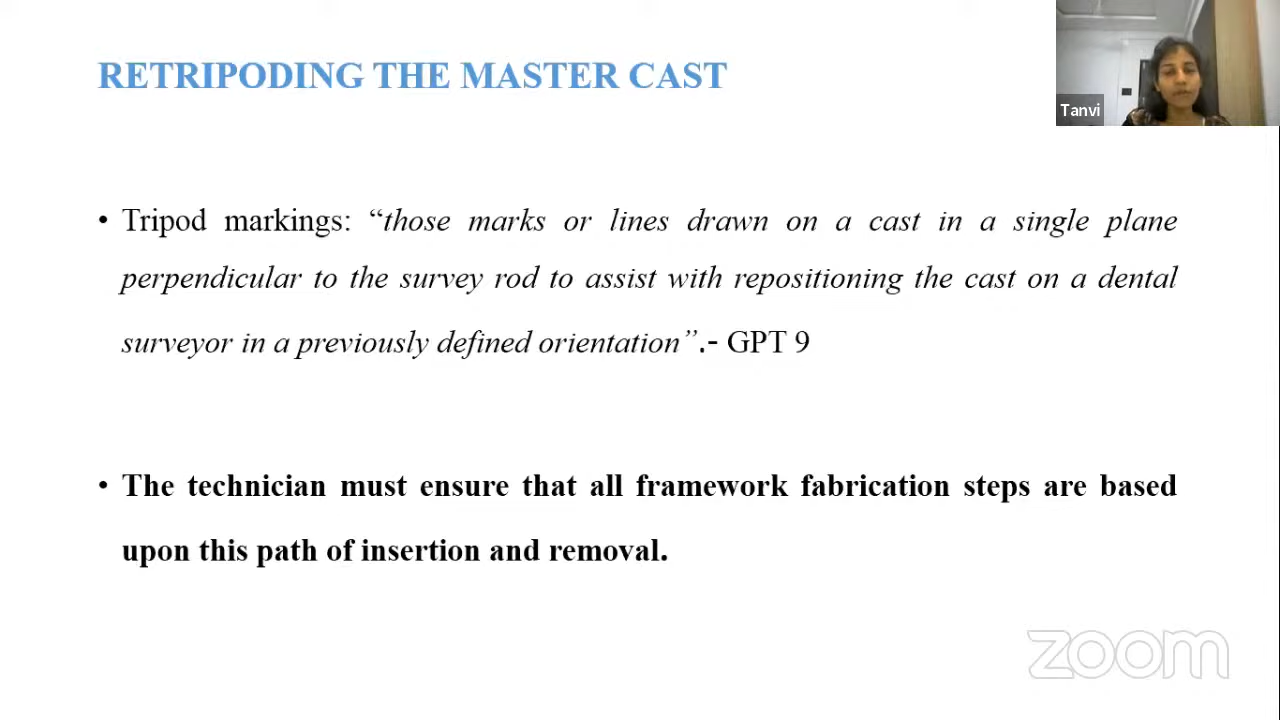 RETRIPODING THE MASTER CAST
Tanvi
• Tripod markings: “those marks or lines drawn on a cast in a single plane
perpendicular to the survey rod to assist with repositioning the cast on a dental
surveyor in a previously defined orientation”.- GPT 9
• The technician must ensure that all framework fabrication steps are based
upon this path of insertion and removal.
zoom